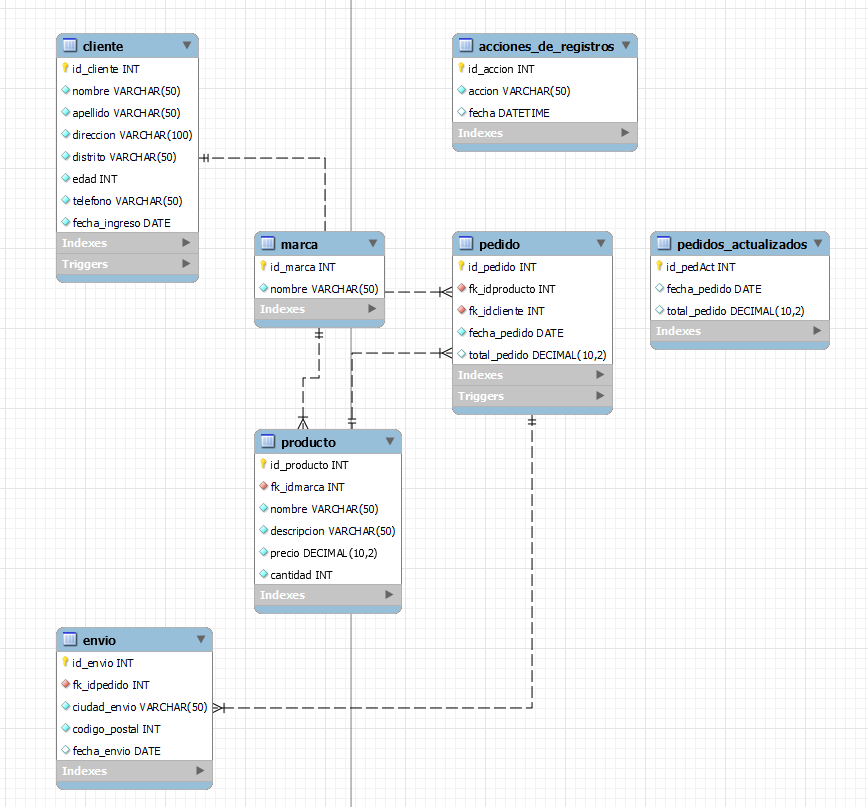 cliente
id_cliente INT
nombre VARCHAR(50)
apellido VARCHAR(50)
direccion VARCHAR(100)
distrito VARCHAR(50)
edad INT
telefono VARCHAR(50)
fecha_ingreso DATE
Indexes
Triggers
acciones_de_registros
id_accion INT
accion VARCHAR(50)
fecha DATETIME
Indexes
marca
id_marca INT
nombre VARCHAR(50)
Indexes
pedido
id_pedido INT
fk_idproducto INT
fk_idcliente INT
fecha_pedido DATE
total_pedido DECIMAL(10,2)
Indexes
Triggers
pedidos_actualizados
id_pedAct INT
fecha_pedido DATE
total_pedido DECIMAL(10,2)
Indexes
producto
id_producto INT
fk_idmarca INT
nombre VARCHAR(50)
descripcion VARCHAR(50)
precio DECIMAL(10,2)
cantidad INT
Indexes
envio
id_envio INT
fk_idpedido INT
ciudad_envio VARCHAR(50)
codigo_postal INT
fecha_envio DATE
Indexes